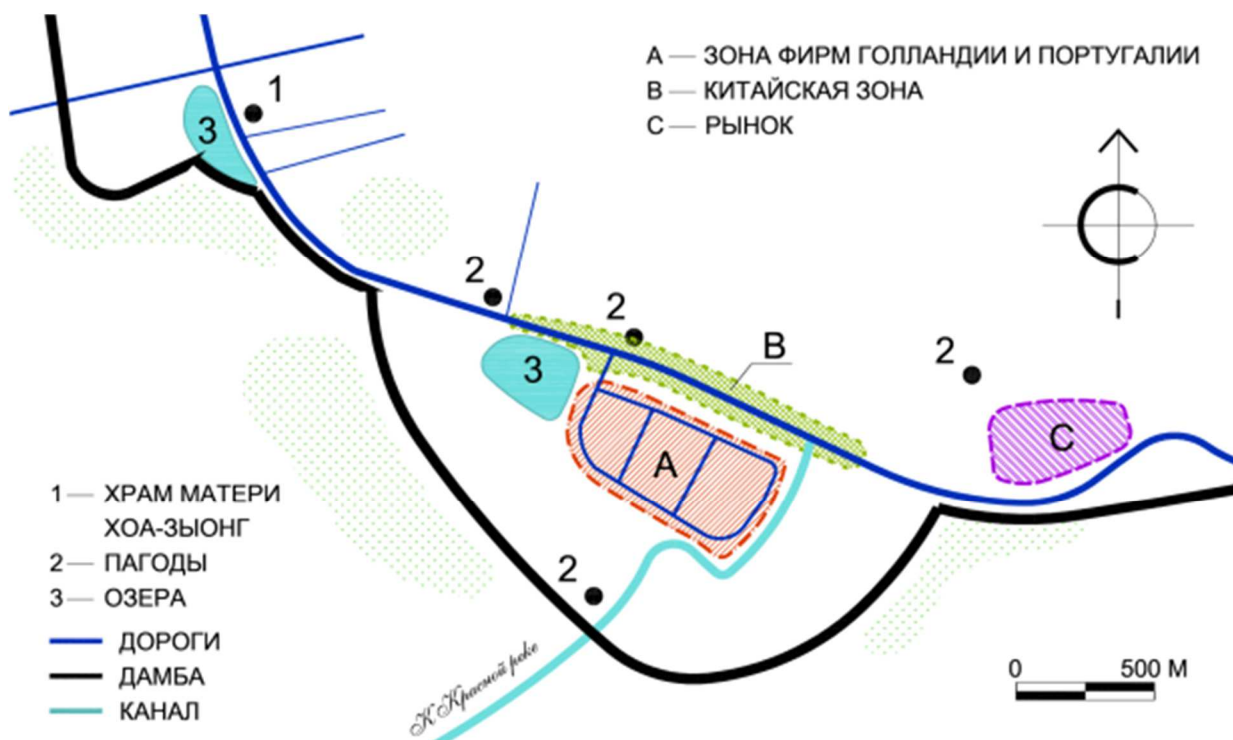 А — ЗОНА ФИРМ ГОЛЛАНДИИ И ПОРТУГАЛИИ
В — КИТАЙСКАЯ ЗОНА
С — РЫНОК
1
3
2
2
В
2
3
С
А
2
1 — ХРАМ МАТЕРИ
ХОА-ЗЫОНГ
2 — ПАГОДЫ
3 — ОЗЕРА
ДОРОГИ
ДАМБА
КАНАЛ
К Красной реке
0 500 М